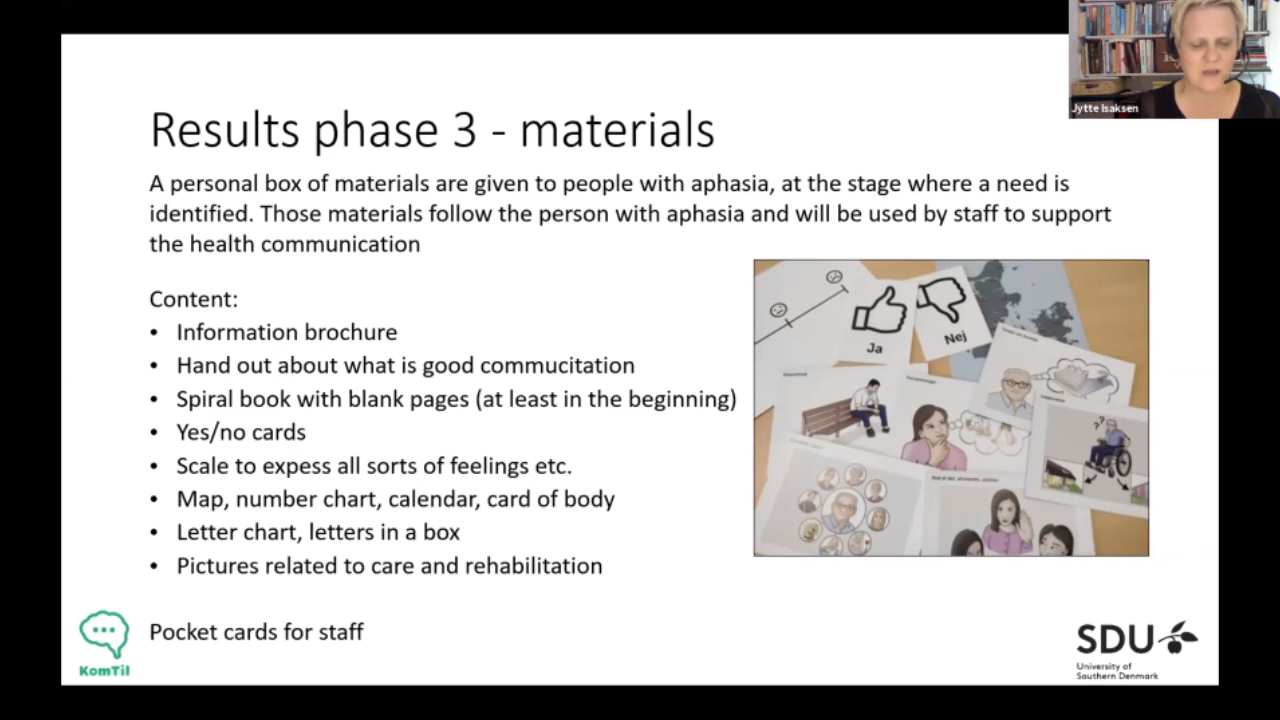 Jytte Isaksen
Results phase 3 - materials
A personal box of materials are given to people with aphasia, at the stage where a need is
identified. Those materials follow the person with aphasia and will be used by staff to support
the health communication
Content:
• Information brochure
• Hand out about what is good commucitation
• Spiral book with blank pages (at least in the beginning)
• Yes/no cards
• Scale to expess all sorts of feelings etc.
• Map, number chart, calendar, card of body
• Letter chart, letters in a box
• Pictures related to care and rehabilitation
Pocket cards for staff
Ja
Nej
KomTil
SDU
University of
Southern Denmark